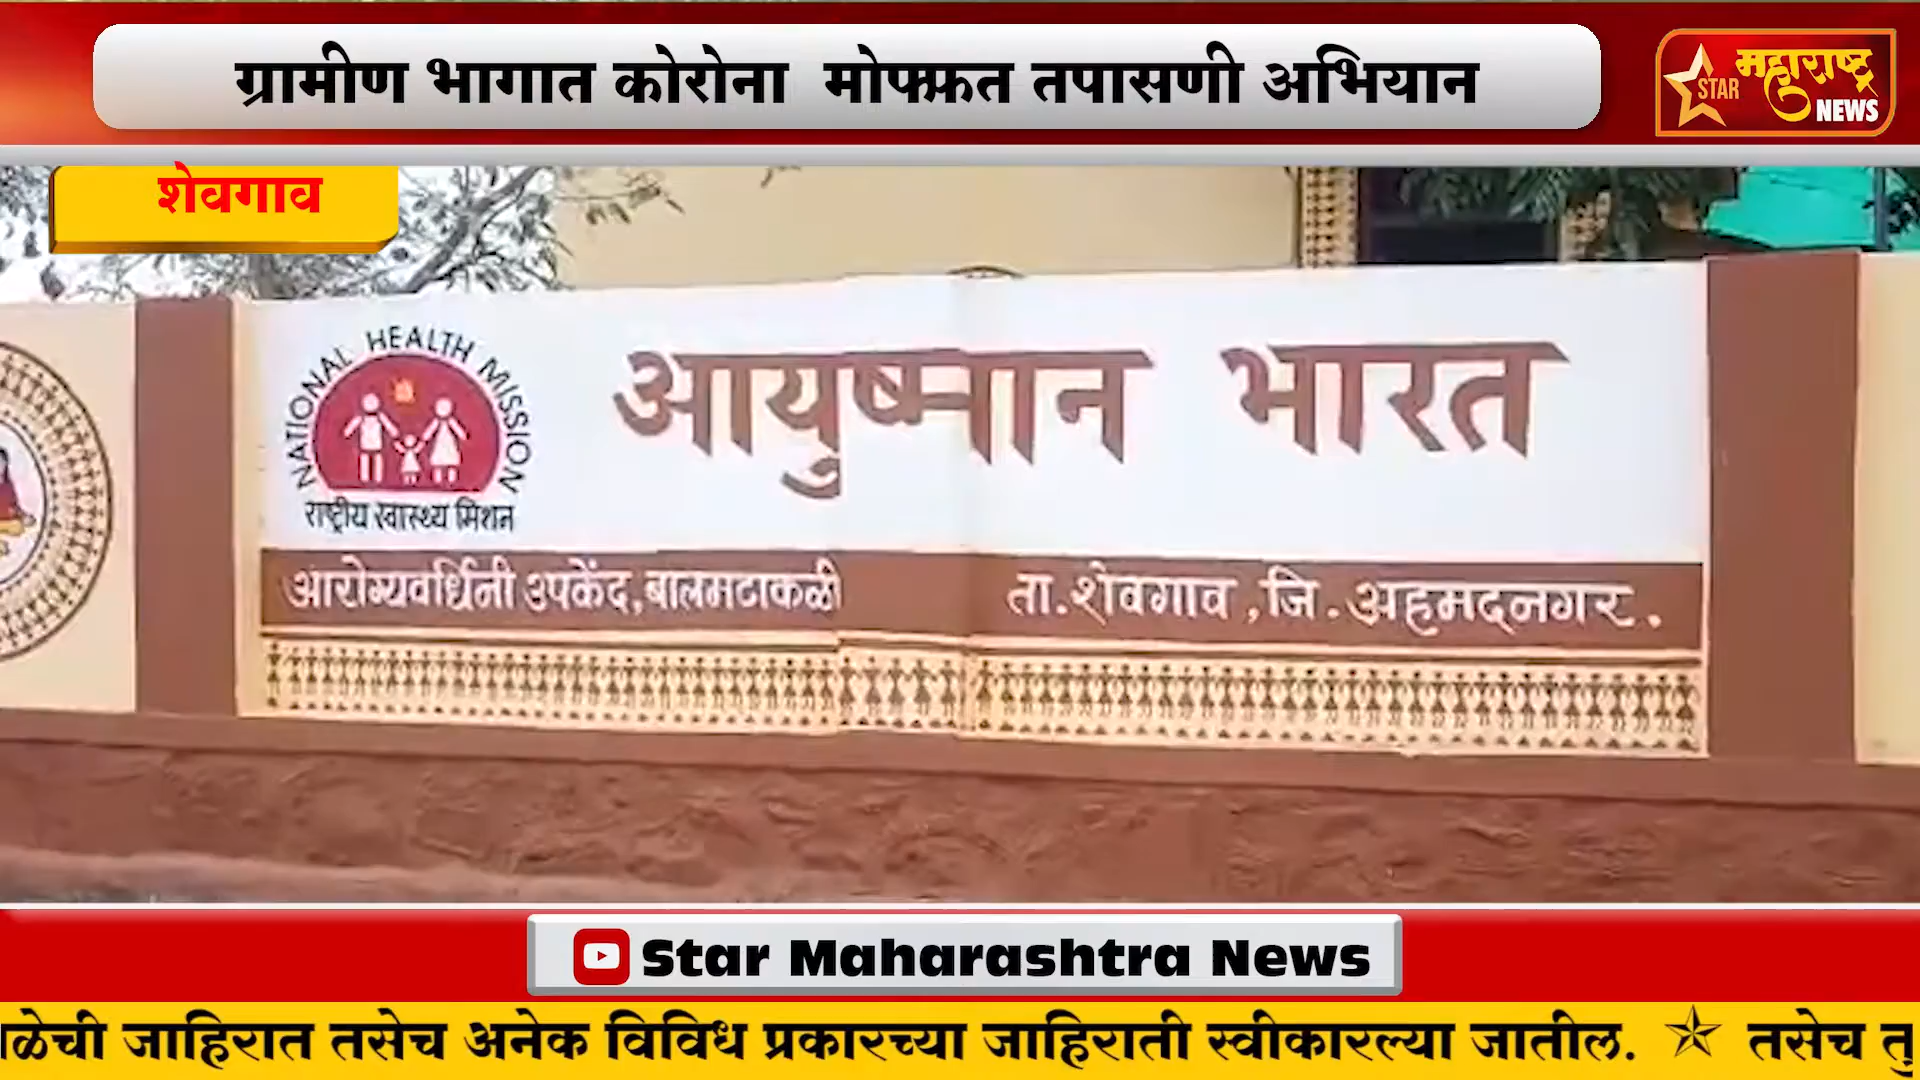 ग्रामीण भागात कोरोना मोफ्फत तपासणी अभियान
STAR महाराष्ट्र NEWS
शेवगाव
NATIONAL HEALTH MISSION
राष्ट्रीय स्वास्थ्य मिशन
आयुष्मान भारत
आरोग्यवर्धिनी उपकेंद, बालमटाकळी
ता. शेवगाव , जि . अहमदनगर .
Star Maharashtra News
जाहिरात तसेच अनेक विविध प्रकारच्या जाहिराती स्वीकारल्या जातील. तसेच